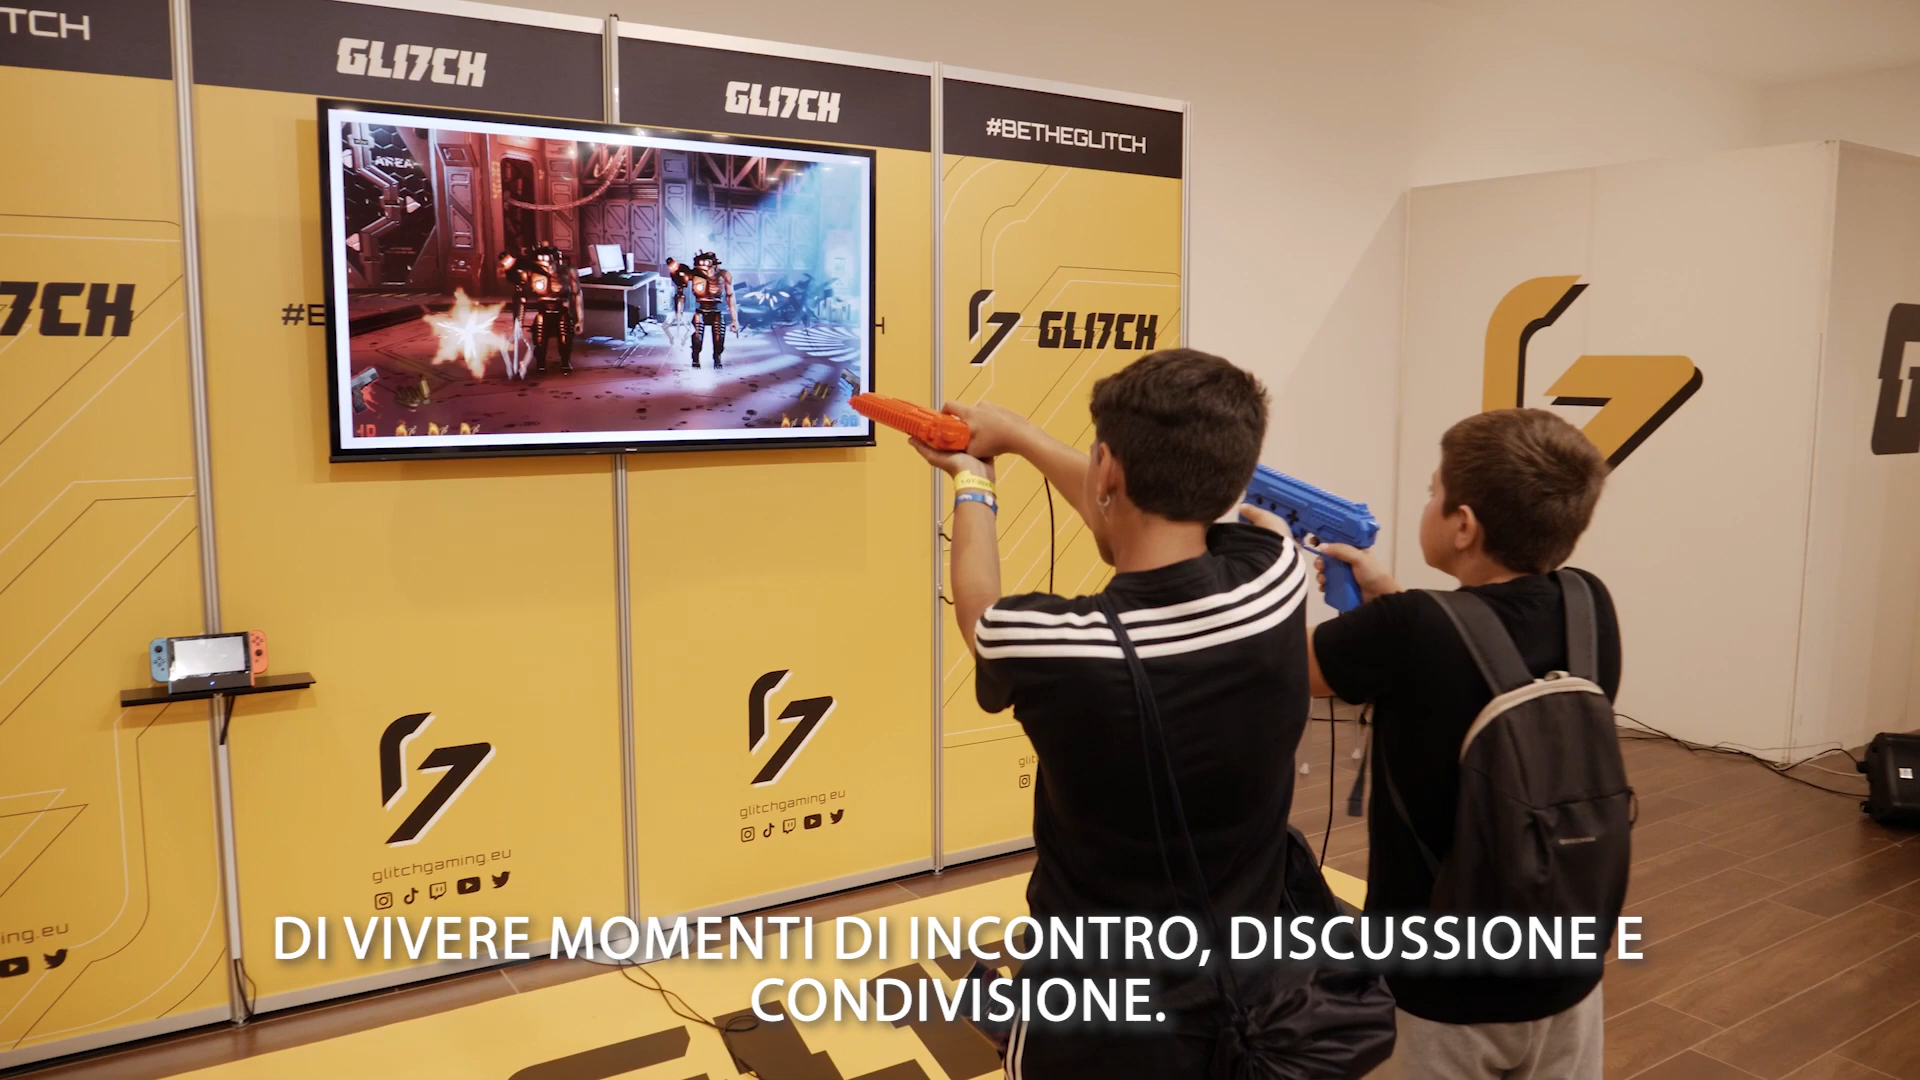 TCH
GLI7CH
GLI7CH
#BETHEGLITCH
AREA
7CH
#B
H
GLI7CH
G
glitchgaming.eu
glitchgaming.eu
glit
ing.eu
DI VIVERE MOMENTI DI INCONTRO, DISCUSSIONE E
CONDIVISIONE.